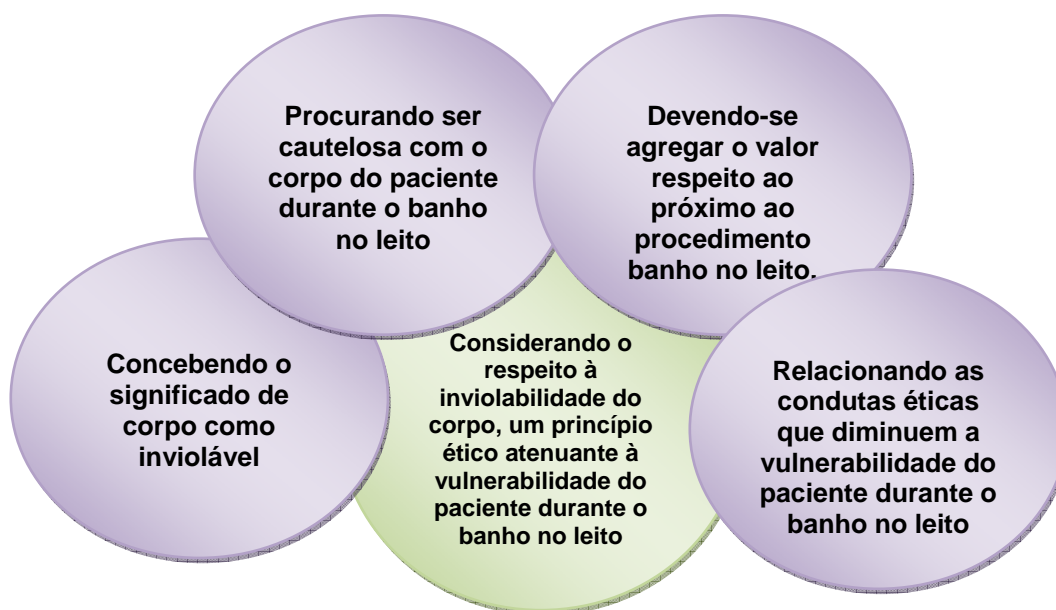 Procurando ser
cautelosa com o
corpo do paciente
durante o banho
no leito
Devendo-se
agregar o valor
respeito ao
próximo ao
procedimento
banho no leito.
Concebendo o
significado de
corpo como
inviolável
Considerando o
respeito à
inviolabilidade do
corpo, um princípio
ético atenuante à
vulnerabilidade do
paciente durante o
banho no leito
Relacionando as
condutas éticas
que diminuem a
vulnerabilidade do
paciente durante o
banho no leito